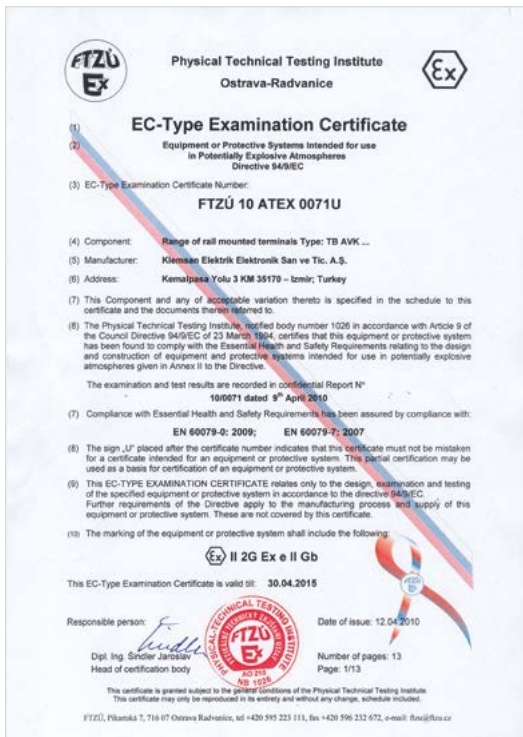 FTZÚ
Ex
Physical Technical Testing Institute
Ostrava-Radvanice
Ex
(1) EC-Type Examination Certificate
(2) Equipment or Protective Systems Intended for use
in Potentially Explosive Atmospheres
Directive 94/9/EC
(3) EC-Type Examination Certificate Number:
FTZÚ 10 ATEX 0071U
(4) Component: Range of rail mounted terminals Type: TB AVK ...
(5) Manufacturer: Klemsan Elektrik Elektronik San ve Tic. A.Ş.
(6) Address: Kemalpasa Yolu 3 KM 35170 – Izmir; Turkey
(7) This Component and any of acceptable variation thereto is specified in the schedule to this
certificate and the documents therein referred to.
(8) The Physical Technical Testing Institute, notified body number 1026 in accordance with Article 9 of
the Council Directive 94/9/EC of 23 March 1994, certifies that this equipment or protective system
has been found to comply with the Essential Health and Safety Requirements relating to the design
and construction of equipment and protective systems intended for use in potentially explosive
atmospheres given in Annex II to the Directive.
The examination and test results are recorded in confidential Report N°
10/0071 dated 9th April 2010
(7) Compliance with Essential Health and Safety Requirements has been assured by compliance with:
EN 60079-0: 2009; EN 60079-7: 2007
(8) The sign „U" placed after the certificate number indicates that this certificate must not be mistaken
for a certificate intended for an equipment or protective system. This partial certification may be
used as a basis for certification of an equipment or protective system.
(9) This EC-TYPE EXAMINATION CERTIFICATE relates only to the design, examination and testing
of the specified equipment or protective system in accordance to the directive 94/9/EC.
Further requirements of the Directive apply to the manufacturing process and supply of this
equipment or protective system. These are not covered by this certificate.
(10) The marking of the equipment or protective system shall include the following:
Ex II 2G Ex e II Gb
This EC-Type Examination Certificate is valid till: 30.04.2015
FTZÚ
Ex
Responsible person:
Date of issue: 12.04.2010
PHYSICAL-TECHNICAL TESTING INSTITUTE
FTZÚ
Ex
AO 210
NB 1026
Dipl. Ing. Šindler Jaroslav
Number of pages: 13
Head of certification body
Page: 1/13
This certificate is granted subject to the general conditions of the Physical Technical Testing Institute.
This certificate may only be reproduced in its entirety and without any change, schedule included.
FTZÚ, Pikartská 7, 716 07 Ostrava Radvanice, tel +420 595 223 111, fax +420 596 232 672, e-mail: ftzu@ftzu.cz